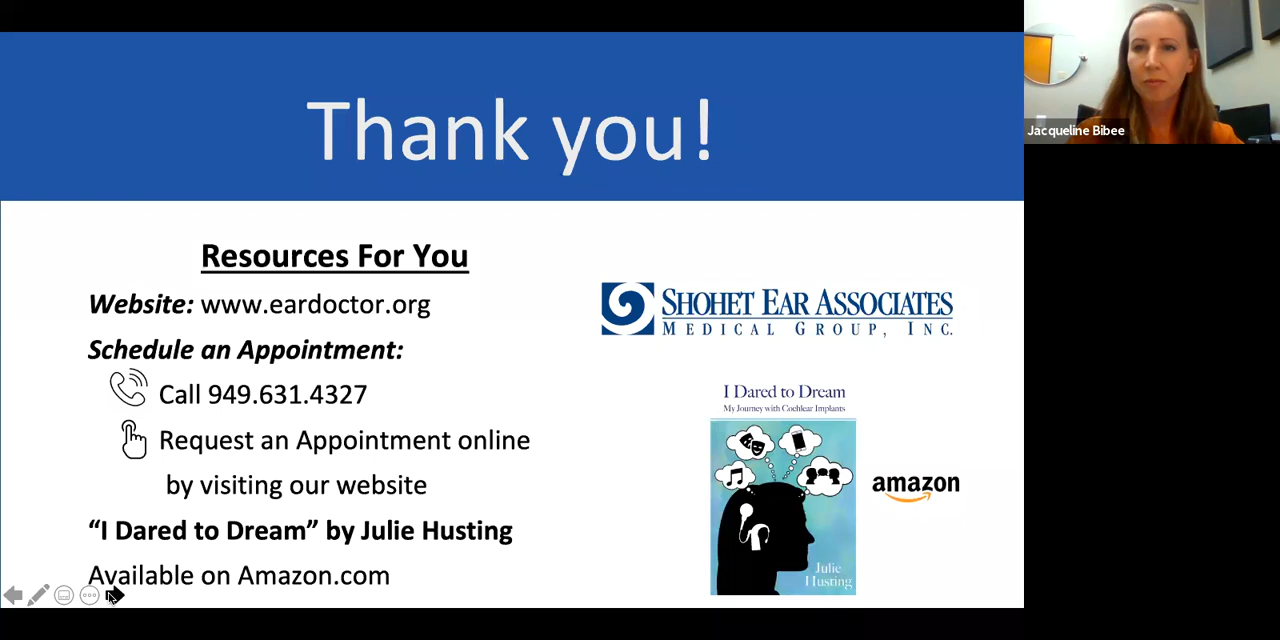 Thank you!
Jacqueline Bibee
Resources For You
Website: www.eardoctor.org
Schedule an Appointment:
Call 949.631.4327
Request an Appointment online
by visiting our website
“I Dared to Dream” by Julie Husting
Available on Amazon.com
SHOHET EAR ASSOCIATES
MEDICAL GROUP, INC.
I Dared to Dream
My Journey with Cochlear Implants
Julie
Husting
amazon